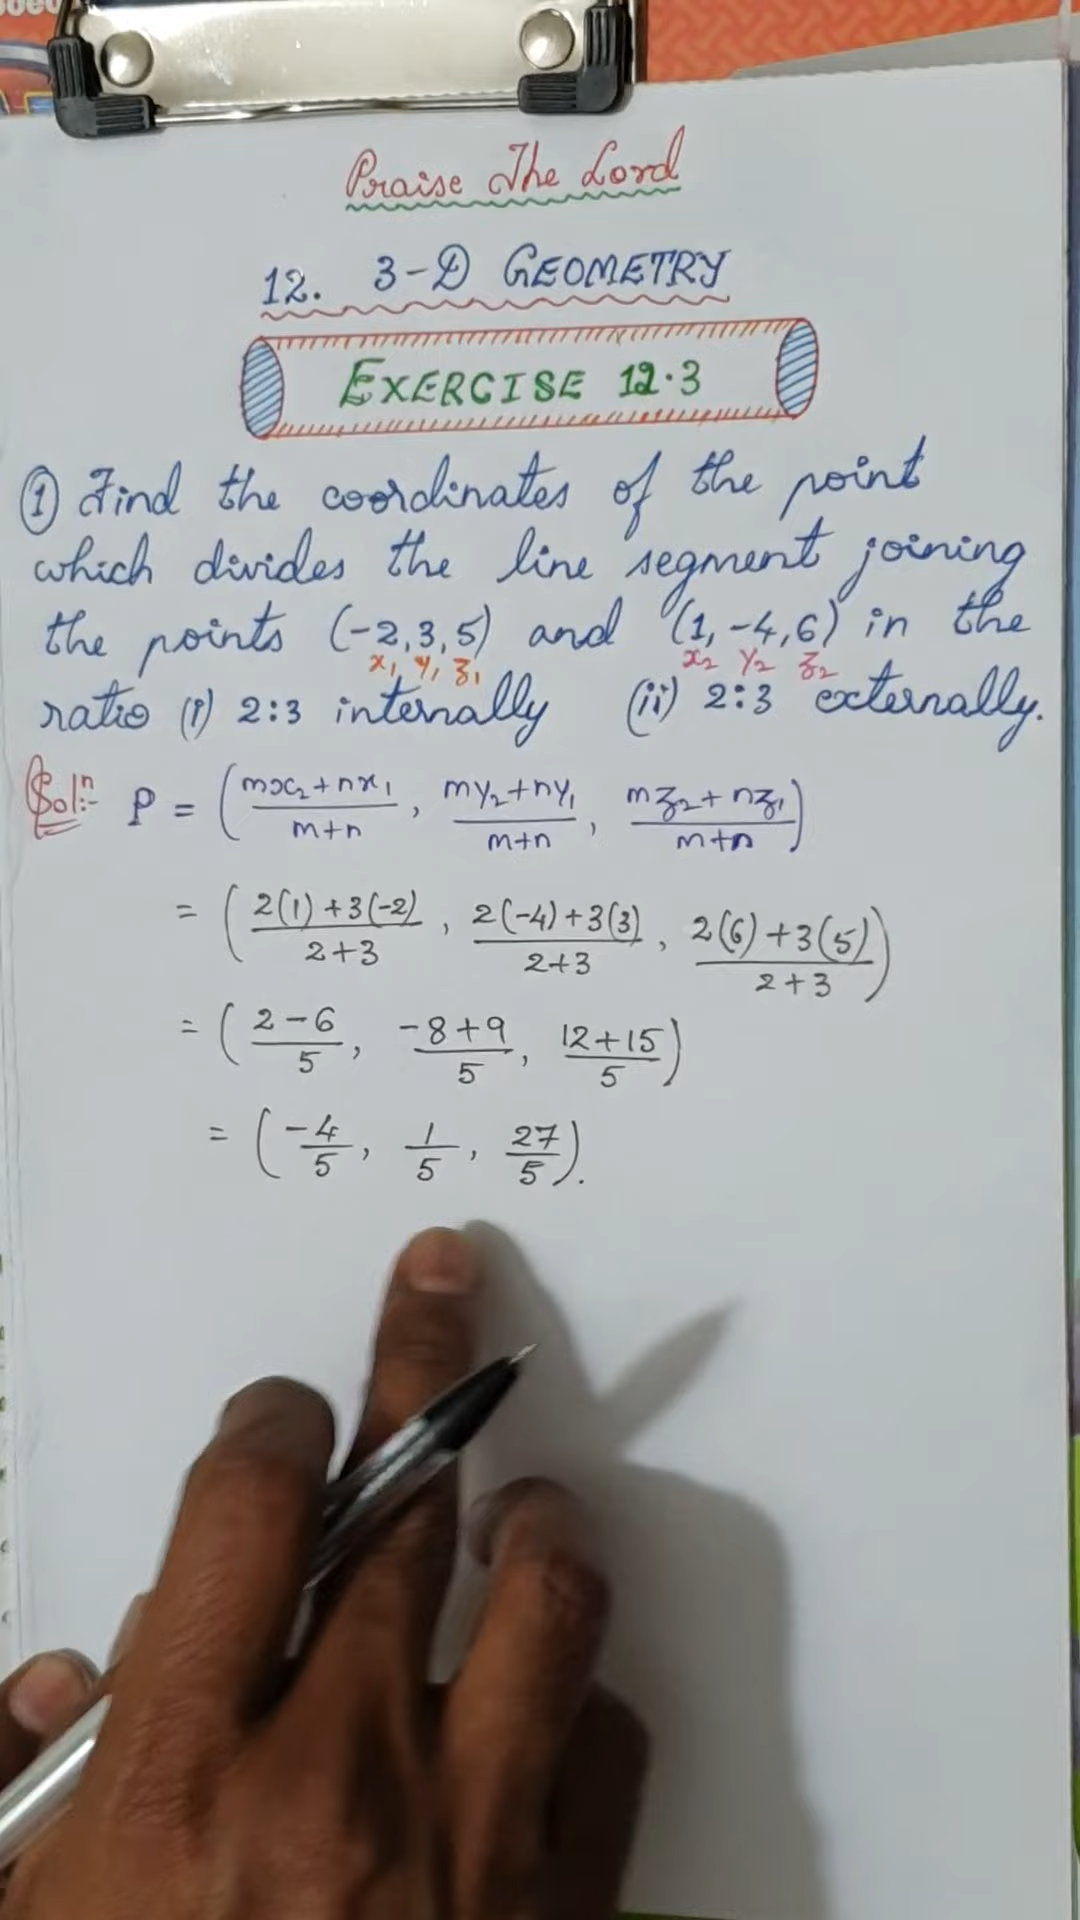 Praise The Lord
12. 3-D GEOMETRY
EXERCISE 12.3
① Find the coordinates of the point
which divides the line segment joining
the points (-2,3,5) and (1,-4,6) in the
x₁ y₁ z₁ x₂ y₂ z₂
ratio (i) 2:3 internally (ii) 2:3 externally.
Solⁿ:- P = ( (mx₂+nx₁)/(m+n) , (my₂+ny₁)/(m+n) , (mz₂+nz₁)/(m+n) )
= ( (2(1)+3(-2))/(2+3) , (2(-4)+3(3))/(2+3) , (2(6)+3(5))/(2+3) )
= ( (2-6)/5 , (-8+9)/5 , (12+15)/5 )
= ( -4/5 , 1/5 , 27/5 ).